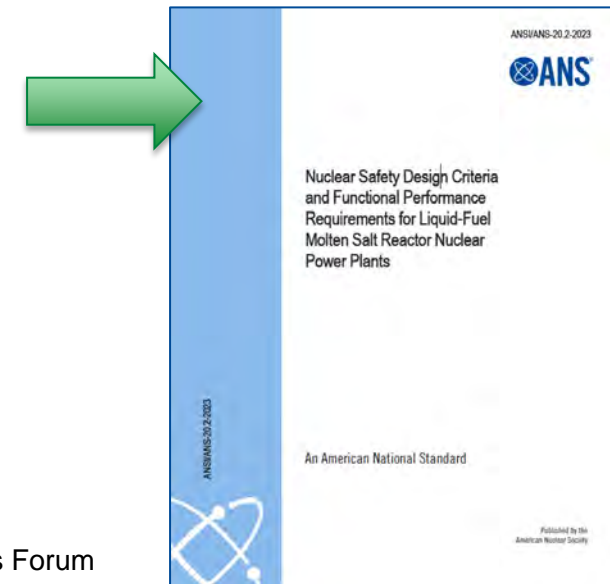 ANSI/ANS-20.2-2023
ANS
Nuclear Safety Design Criteria
and Functional Performance
Requirements for Liquid-Fuel
Molten Salt Reactor Nuclear
Power Plants
ANSI/ANS-20.2-2023
An American National Standard
Published by the
American Nuclear Society
s Forum